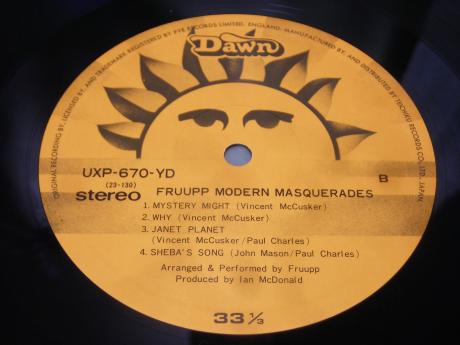 ORIGINAL RECORDING BY, LICENSED BY, AND TRADEMARK REGISTERED BY PYE RECORDS LIMITED. ENGLAND. MANUFACTURED BY, AND DISTRIBUTED BY TEICHIKU RECORDS CO., LTD., JAPAN.
Dawn
UXP-670-YD
B
(23-130)
stereo
FRUUPP MODERN MASQUERADES
1. MYSTERY MIGHT (Vincent McCusker)
2. WHY (Vincent McCusker)
3. JANET PLANET
(Vincent McCusker/Paul Charles)
4. SHEBA'S SONG (John Mason/Paul Charles)
Arranged & Performed by Fruupp
Produced by Ian McDonald
33 1/3